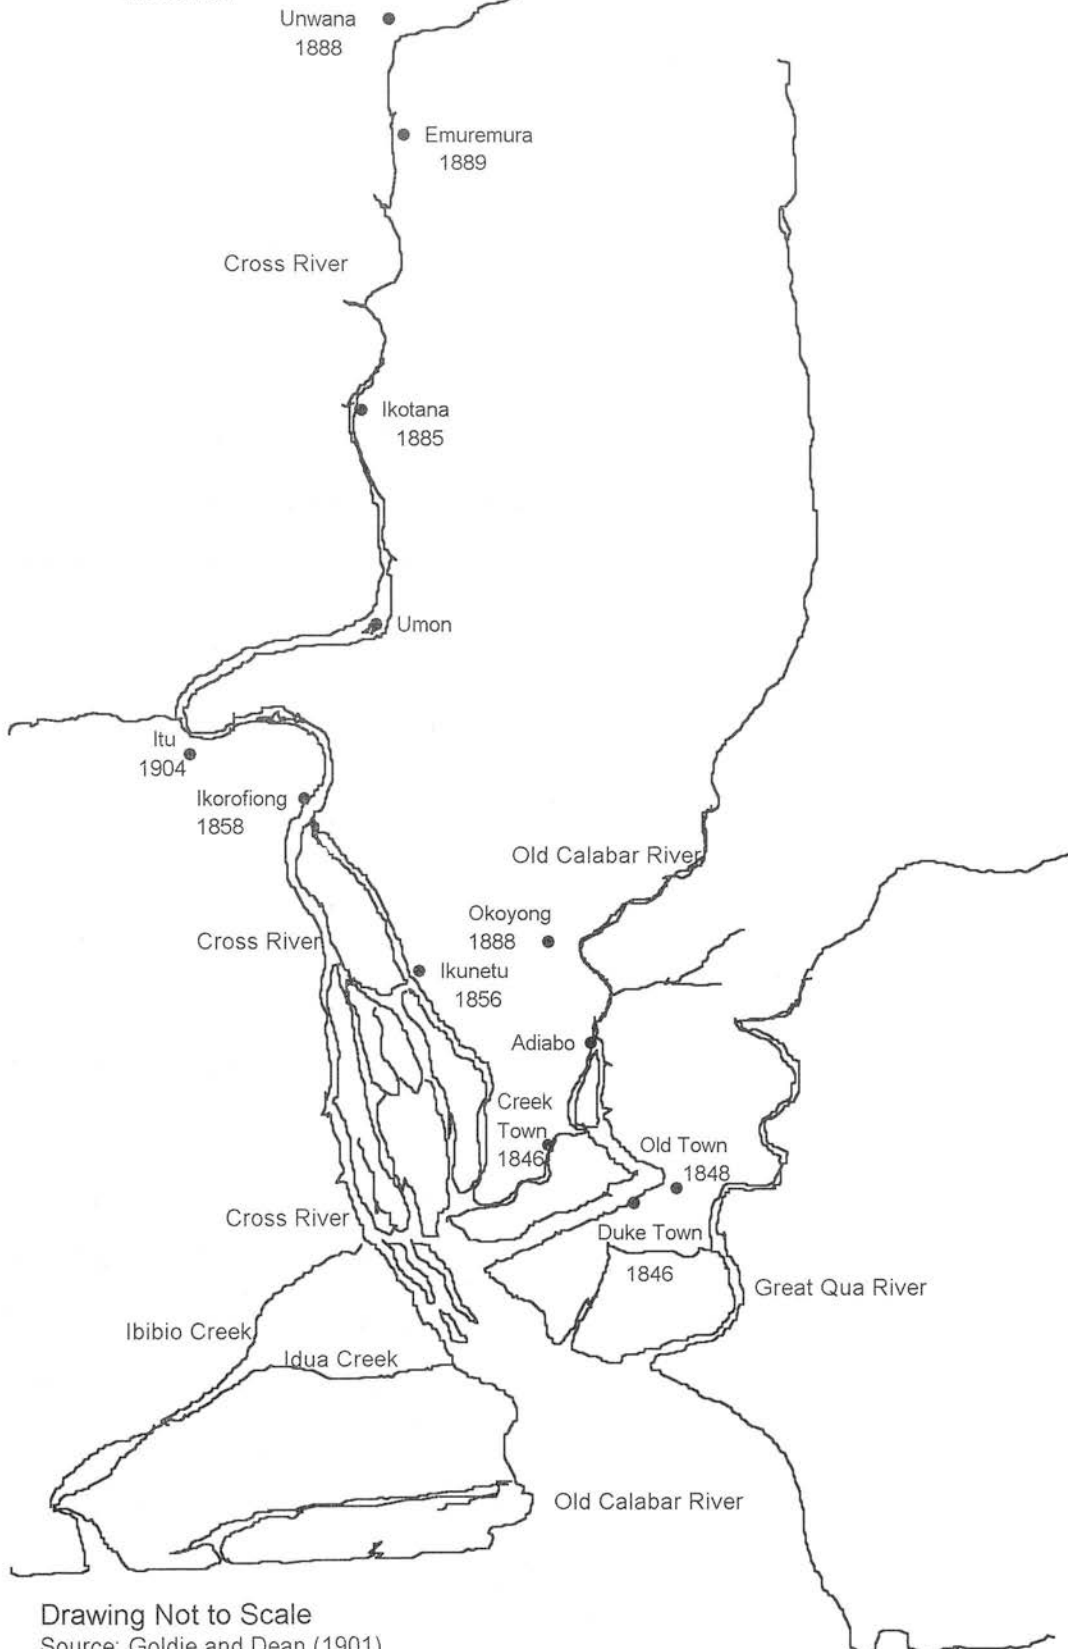 Unwana
1888
Emuremura
1889
Cross River
Ikotana
1885
Umon
Itu
1904
Ikorofiong
1858
Old Calabar River
Okoyong
1888
Cross River
Ikunetu
1856
Adiabo
Creek
Town
1846
Old Town
1848
Cross River
Duke Town
1846
Great Qua River
Ibibio Creek
Idua Creek
Old Calabar River
Drawing Not to Scale
Source: Goldie and Dean (1901)